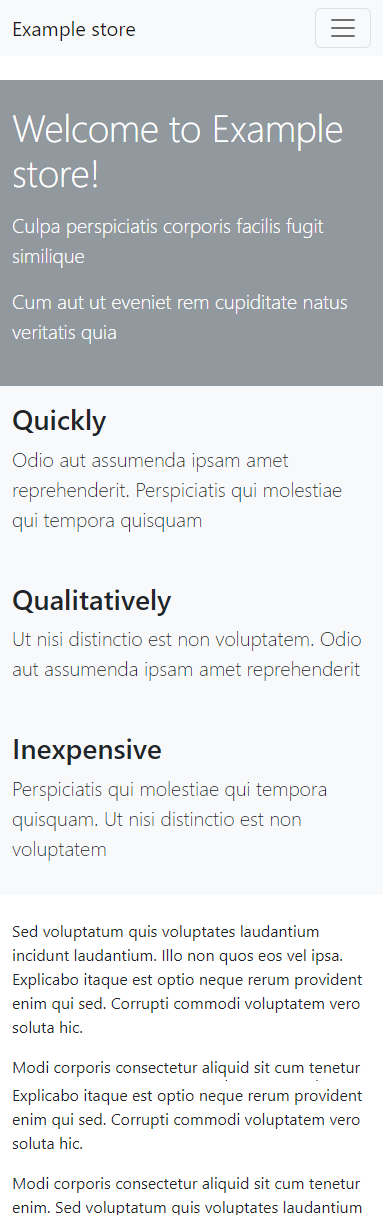 Example store
Welcome to Example
store!
Culpa perspiciatis corporis facilis fugit
similique
Cum aut ut eveniet rem cupiditate natus
veritatis quia
Quickly
Odio aut assumenda ipsam amet
reprehenderit. Perspiciatis qui molestiae
qui tempora quisquam
Qualitatively
Ut nisi distinctio est non voluptatem. Odio
aut assumenda ipsam amet reprehenderit
Inexpensive
Perspiciatis qui molestiae qui tempora
quisquam. Ut nisi distinctio est non
voluptatem
Sed voluptatum quis voluptates laudantium
incidunt laudantium. Illo non quos eos vel ipsa.
Explicabo itaque est optio neque rerum provident
enim qui sed. Corrupti commodi voluptatem vero
soluta hic.
Modi corporis consectetur aliquid sit cum tenetur
Explicabo itaque est optio neque rerum provident
enim qui sed. Corrupti commodi voluptatem vero
soluta hic.
Modi corporis consectetur aliquid sit cum tenetur
enim. Sed voluptatum quis voluptates laudantium